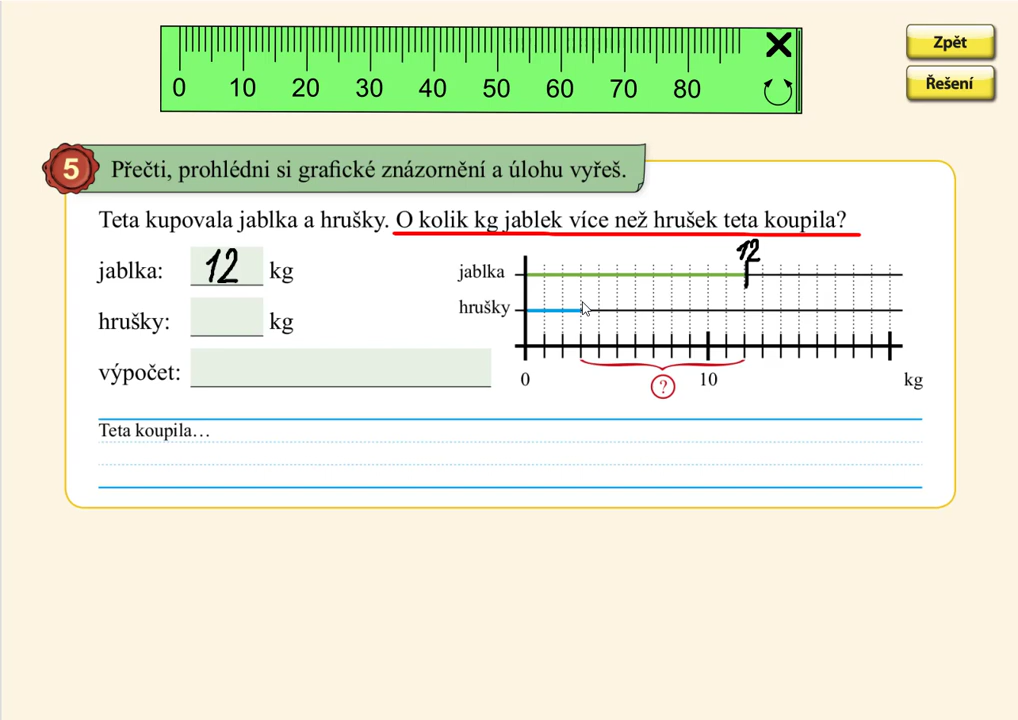 0 10 20 30 40 50 60 70 80
Zpět
Řešení
5 Přečti, prohlédni si grafické znázornění a úlohu vyřeš.
Teta kupovala jablka a hrušky. O kolik kg jablek více než hrušek teta koupila?
jablka: 12 kg
hrušky: kg
výpočet:
12
jablka
hrušky
0 10 kg
?
Teta koupila…